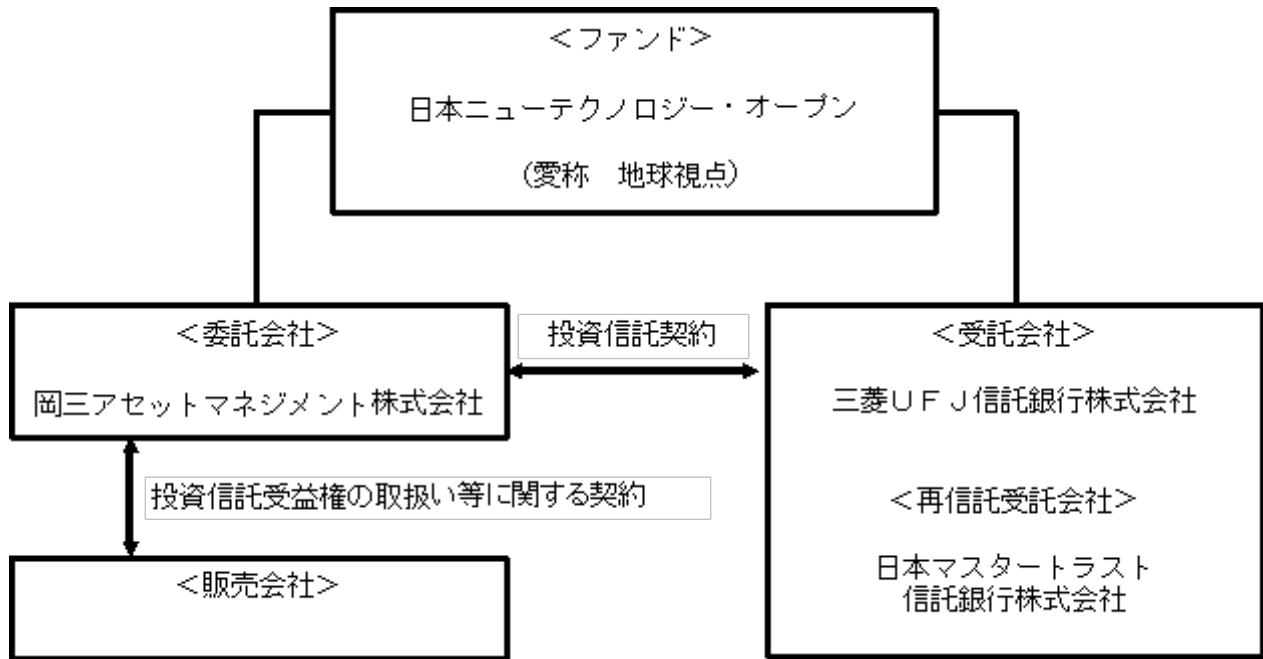 ＜ファンド＞
日本ニューテクノロジー・オープン
（愛称　地球視点）
＜委託会社＞
岡三アセットマネジメント株式会社
投資信託契約
＜受託会社＞
三菱ＵＦＪ信託銀行株式会社
＜再信託受託会社＞
日本マスタートラスト
信託銀行株式会社
投資信託受益権の取扱い等に関する契約
＜販売会社＞